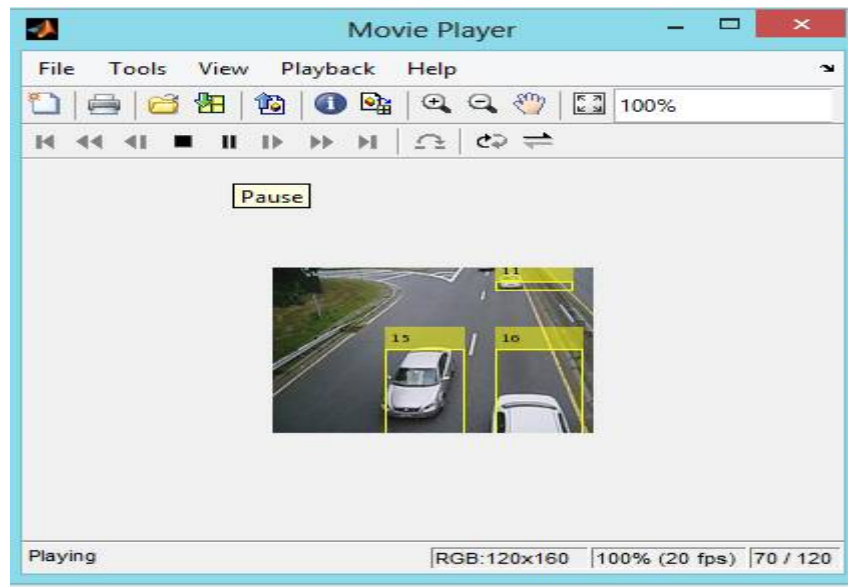 Movie Player
File Tools View Playback Help
100%
Pause
11
15 16
Playing RGB:120x160 100% (20 fps) 70 / 120